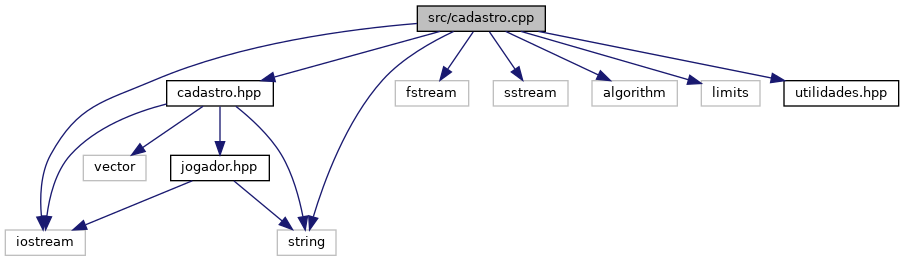 src/cadastro.cpp
cadastro.hpp
fstream
sstream
algorithm
limits
utilidades.hpp
vector
jogador.hpp
iostream
string